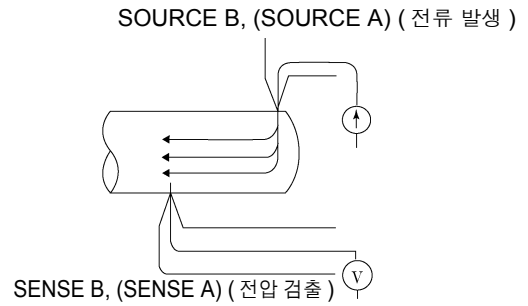 SOURCE B, (SOURCE A) ( 전류 발생 )
V
SENSE B, (SENSE A) ( 전압 검출 )